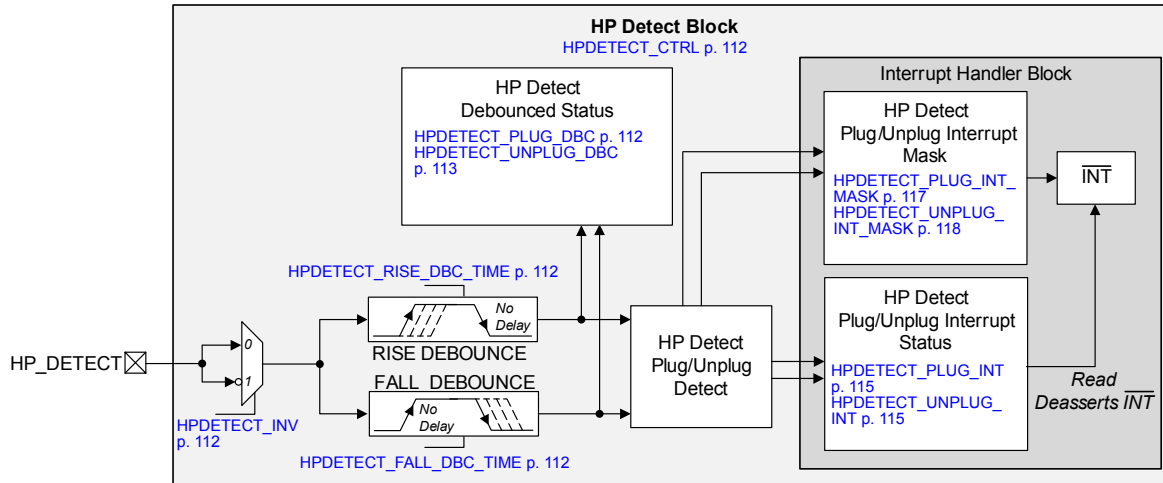 HP Detect Block
HPDETECT_CTRL p. 112
HP Detect
Debounced Status
HPDETECT_PLUG_DBC p. 112
HPDETECT_UNPLUG_DBC
p. 113
Interrupt Handler Block
HP Detect
Plug/Unplug Interrupt
Mask
HPDETECT_PLUG_INT_
MASK p. 117
HPDETECT_UNPLUG_
INT_MASK p. 118
INT
HPDETECT_RISE_DBC_TIME p. 112
No
Delay
RISE DEBOUNCE
HP_DETECT
0
1
HPDETECT_INV
p. 112
FALL DEBOUNCE
No
Delay
HPDETECT_FALL_DBC_TIME p. 112
HP Detect
Plug/Unplug
Detect
HP Detect
Plug/Unplug Interrupt
Status
HPDETECT_PLUG_INT
p. 115
HPDETECT_UNPLUG_
INT p. 115
Read
Deasserts INT